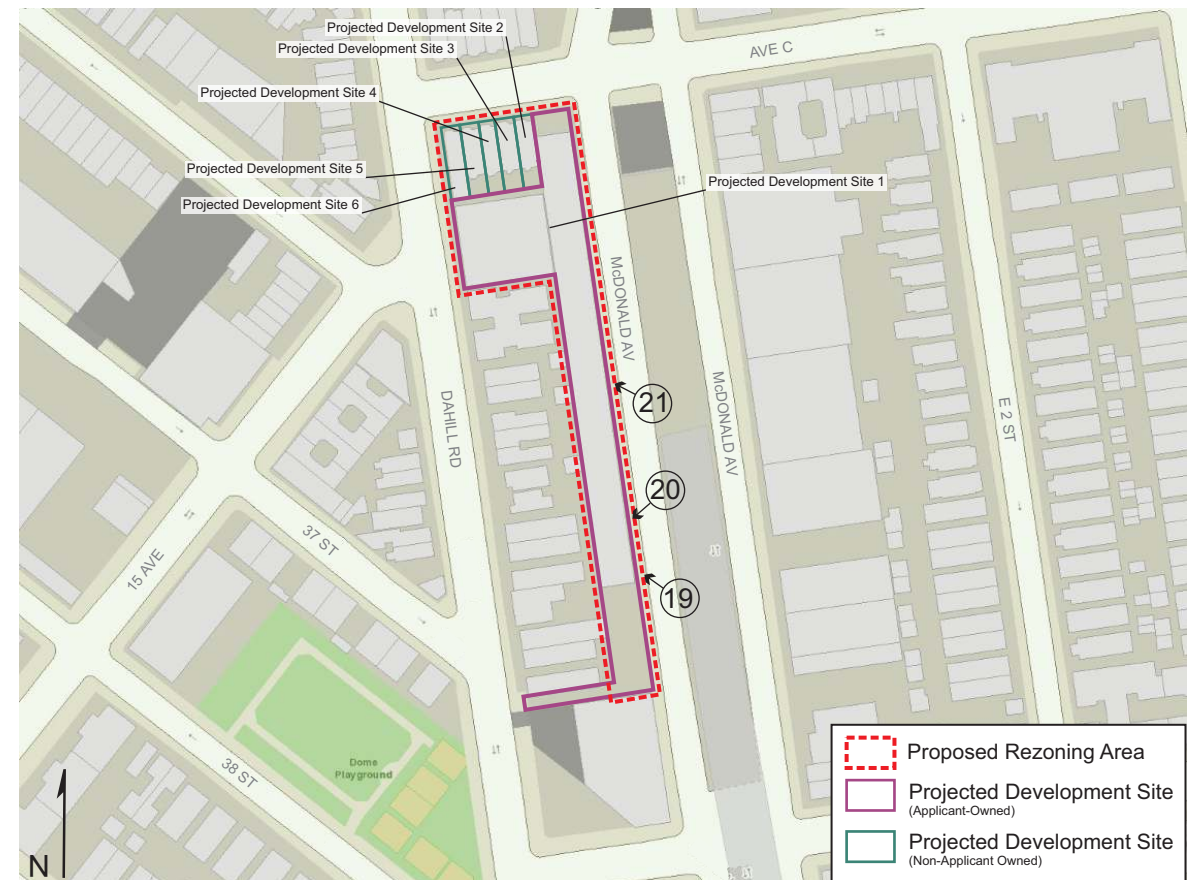 Projected Development Site 2
Projected Development Site 3
AVE C
Projected Development Site 4
Projected Development Site 5
Projected Development Site 1
Projected Development Site 6
McDONALD AV
McDONALD AV
21
DAHILL RD
E 2 ST
20
37 ST
15 AVE
19
38 ST
Dome
Playground
N
Proposed Rezoning Area
Projected Development Site
(Applicant-Owned)
Projected Development Site
(Non-Applicant Owned)